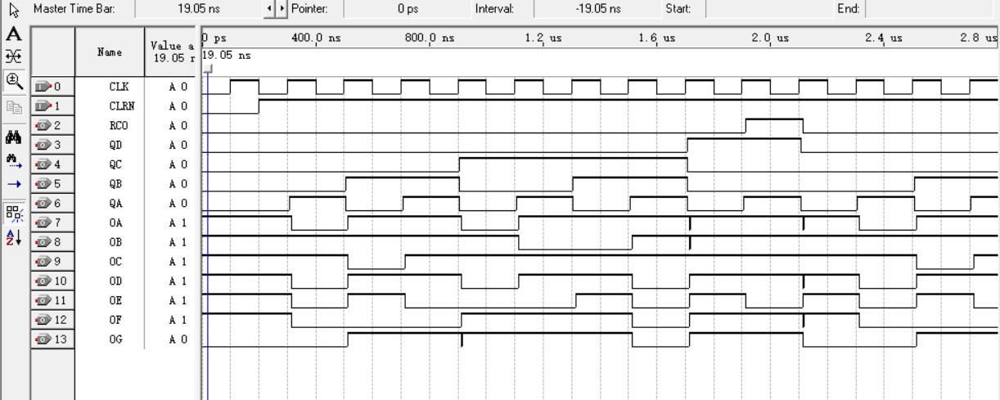 Master Time Bar: 19.05 ns Pointer: 0 ps Interval: -19.05 ns Start: End:
Name Value a 19.05 r
0 ps 400.0 ns 800.0 ns 1.2 us 1.6 us 2.0 us 2.4 us 2.8 us
19.05 ns
0 CLK A 0
1 CLRN A 0
2 RCO A 0
3 QD A 0
4 QC A 0
5 QB A 0
6 QA A 0
7 OA A 1
8 OB A 1
9 OC A 1
10 OD A 1
11 OE A 1
12 OF A 1
13 OG A 0